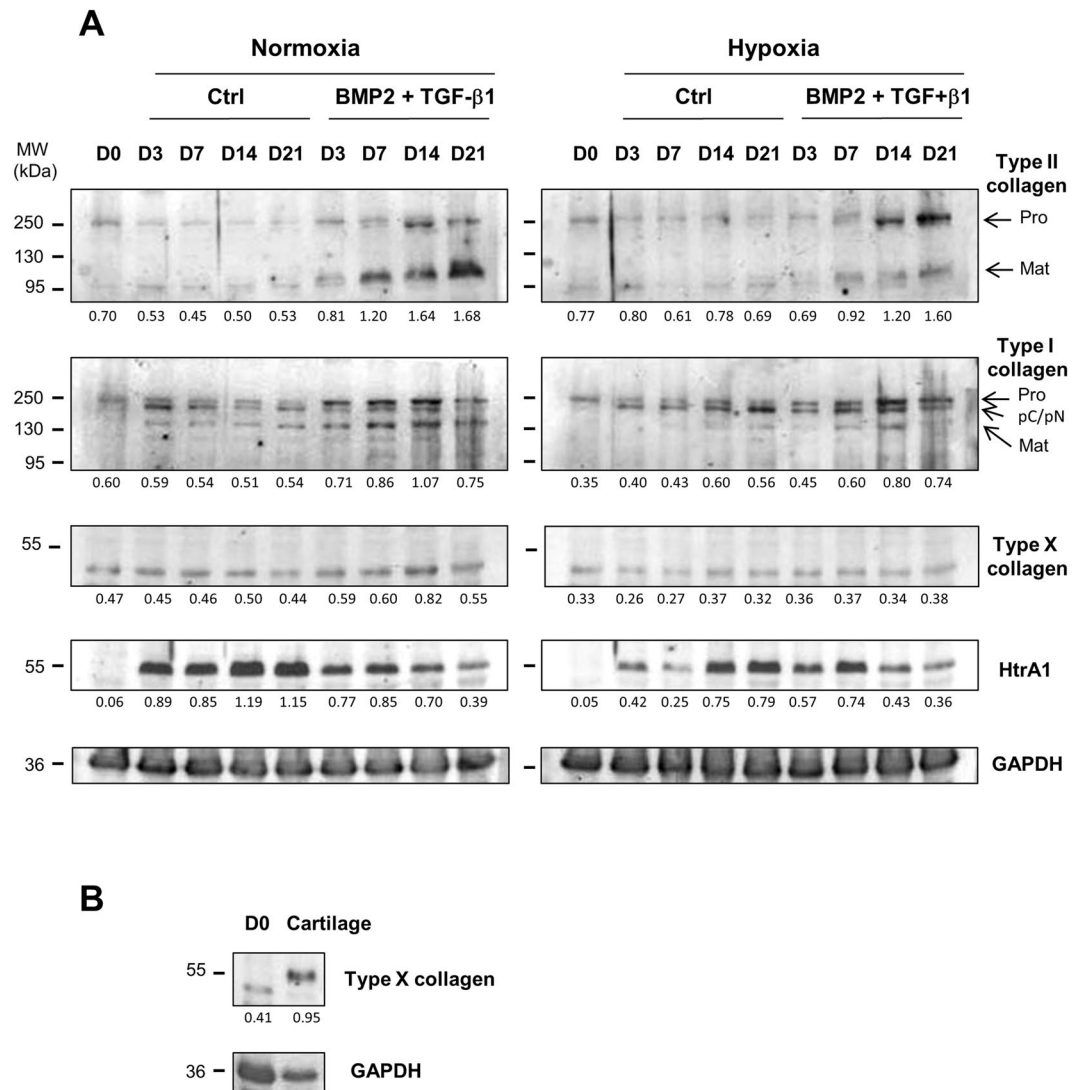 A
Normoxia Hypoxia
Ctrl BMP2 + TGF-β1 Ctrl BMP2 + TGF+β1
MW
(kDa)
D0 D3 D7 D14 D21 D3 D7 D14 D21 D0 D3 D7 D14 D21 D3 D7 D14 D21
Type II
collagen
250 Pro
130 Mat
95
0.70 0.53 0.45 0.50 0.53 0.81 1.20 1.64 1.68 0.77 0.80 0.61 0.78 0.69 0.69 0.92 1.20 1.60
Type I
collagen
250 Pro
pC/pN
130 Mat
95
0.60 0.59 0.54 0.51 0.54 0.71 0.86 1.07 0.75 0.35 0.40 0.43 0.60 0.56 0.45 0.60 0.80 0.74
55 Type X
collagen
0.47 0.45 0.46 0.50 0.44 0.59 0.60 0.82 0.55 0.33 0.26 0.27 0.37 0.32 0.36 0.37 0.34 0.38
55 HtrA1
0.06 0.89 0.85 1.19 1.15 0.77 0.85 0.70 0.39 0.05 0.42 0.25 0.75 0.79 0.57 0.74 0.43 0.36
36 GAPDH
B
D0 Cartilage
55 Type X collagen
0.41 0.95
36 GAPDH